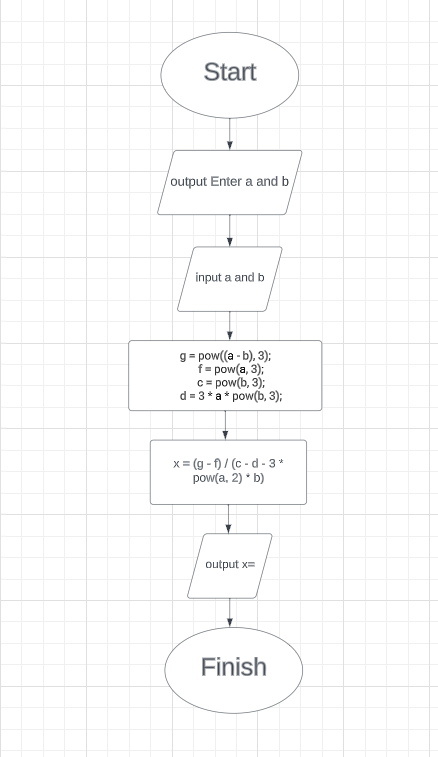 Start
output Enter a and b
input a and b
g = pow((a - b), 3);
f = pow(a, 3);
c = pow(b, 3);
d = 3 * a * pow(b, 3);
x = (g - f) / (c - d - 3 *
pow(a, 2) * b)
output x=
Finish